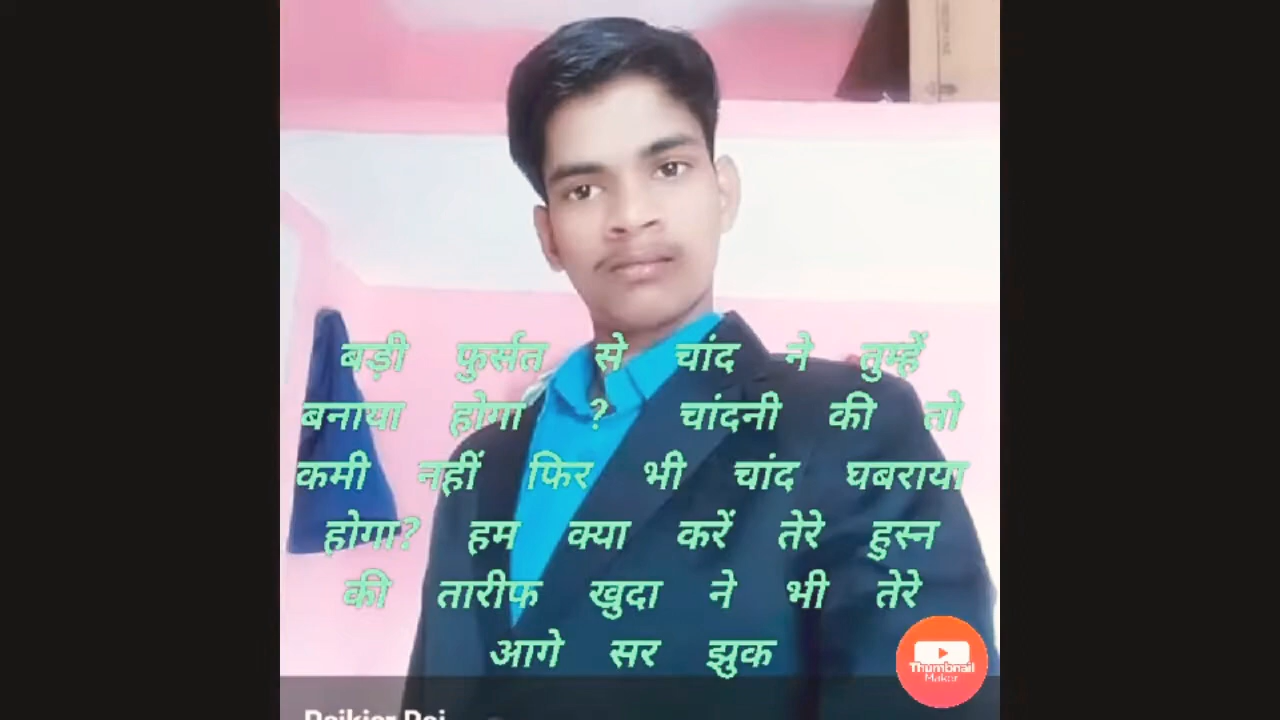 बड़ी फुर्सत से चांद ने तुम्हें
बनाया होगा ? चांदनी की तो
कमी नहीं फिर भी चांद घबराया
होगा? हम क्या करें तेरे हुस्न
की तारीफ खुदा ने भी तेरे
आगे सर झुक
Thumbnail
Maker